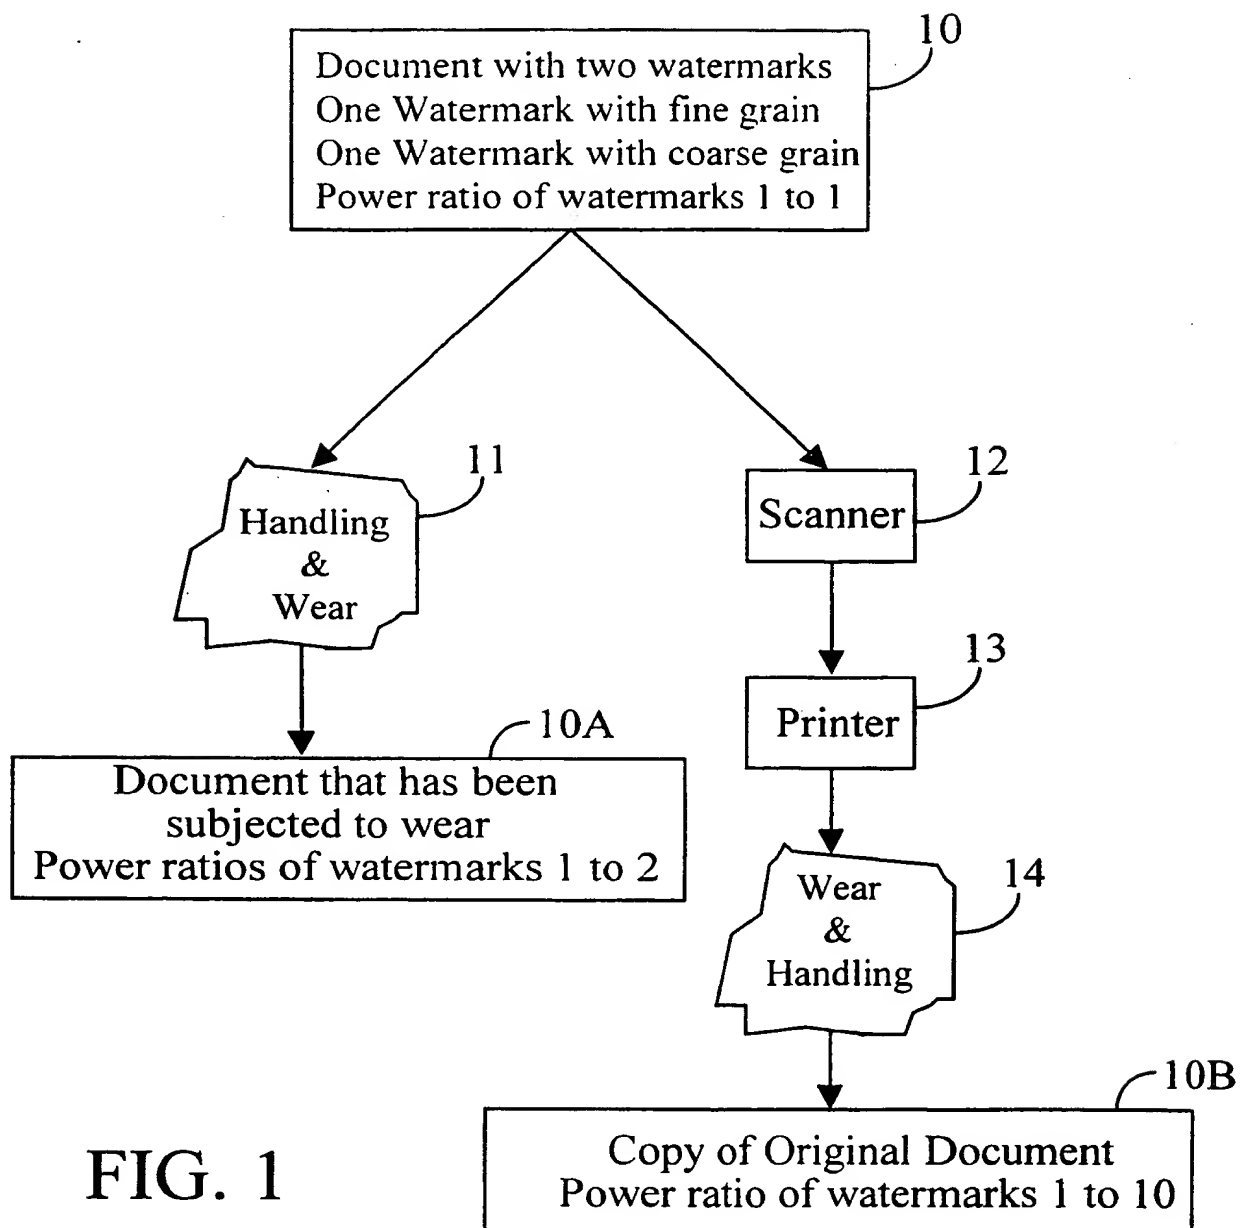 10
Document with two watermarks
One Watermark with fine grain
One Watermark with coarse grain
Power ratio of watermarks 1 to 1
11
Handling
&
Wear
12
Scanner
13
Printer
10A
Document that has been
subjected to wear
Power ratios of watermarks 1 to 2
14
Wear
&
Handling
10B
Copy of Original Document
Power ratio of watermarks 1 to 10
FIG. 1